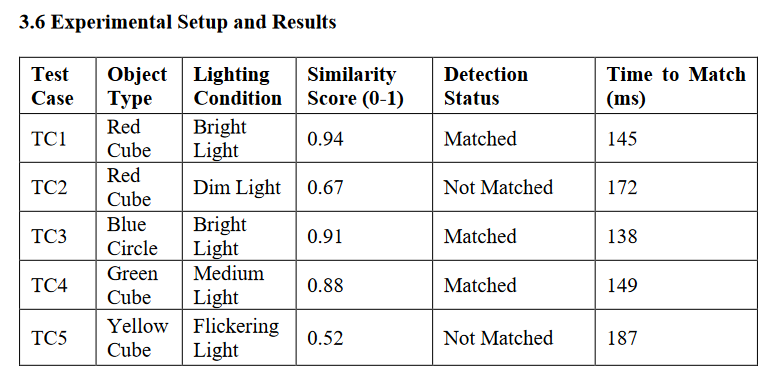 3.6 Experimental Setup and Results
Test Case Object Type Lighting Condition Similarity Score (0-1) Detection Status Time to Match (ms)
TC1 Red Cube Bright Light 0.94 Matched 145
TC2 Red Cube Dim Light 0.67 Not Matched 172
TC3 Blue Circle Bright Light 0.91 Matched 138
TC4 Green Cube Medium Light 0.88 Matched 149
TC5 Yellow Cube Flickering Light 0.52 Not Matched 187